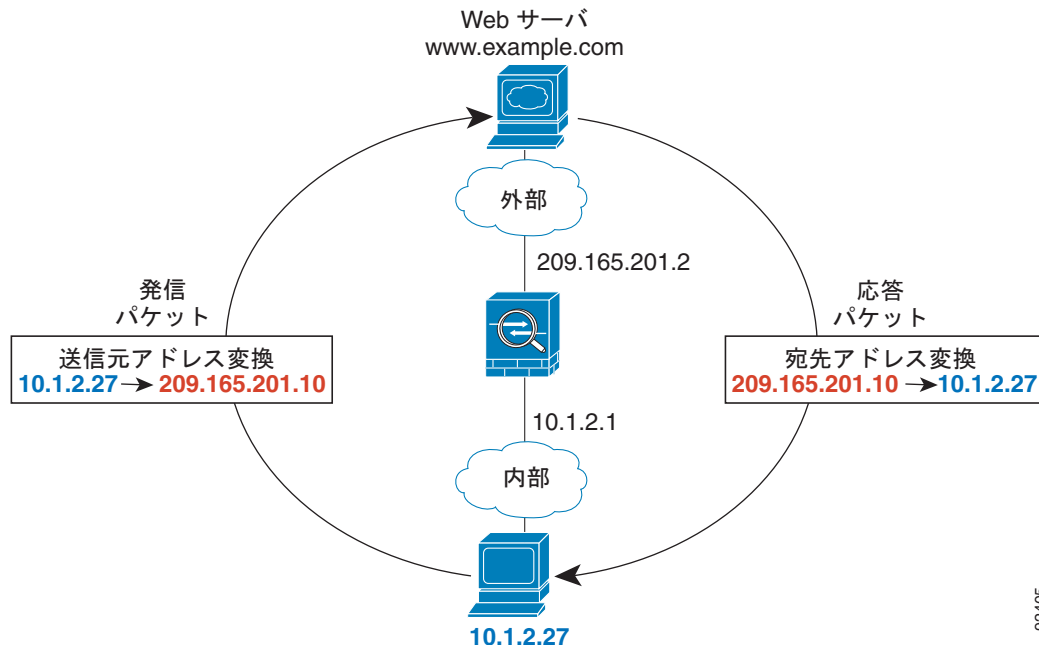 Web サーバ
www.example.com
外部
209.165.201.2
発信
パケット
送信元アドレス変換
10.1.2.27 → 209.165.201.10
応答
パケット
宛先アドレス変換
209.165.201.10 → 10.1.2.27
10.1.2.1
内部
10.1.2.27